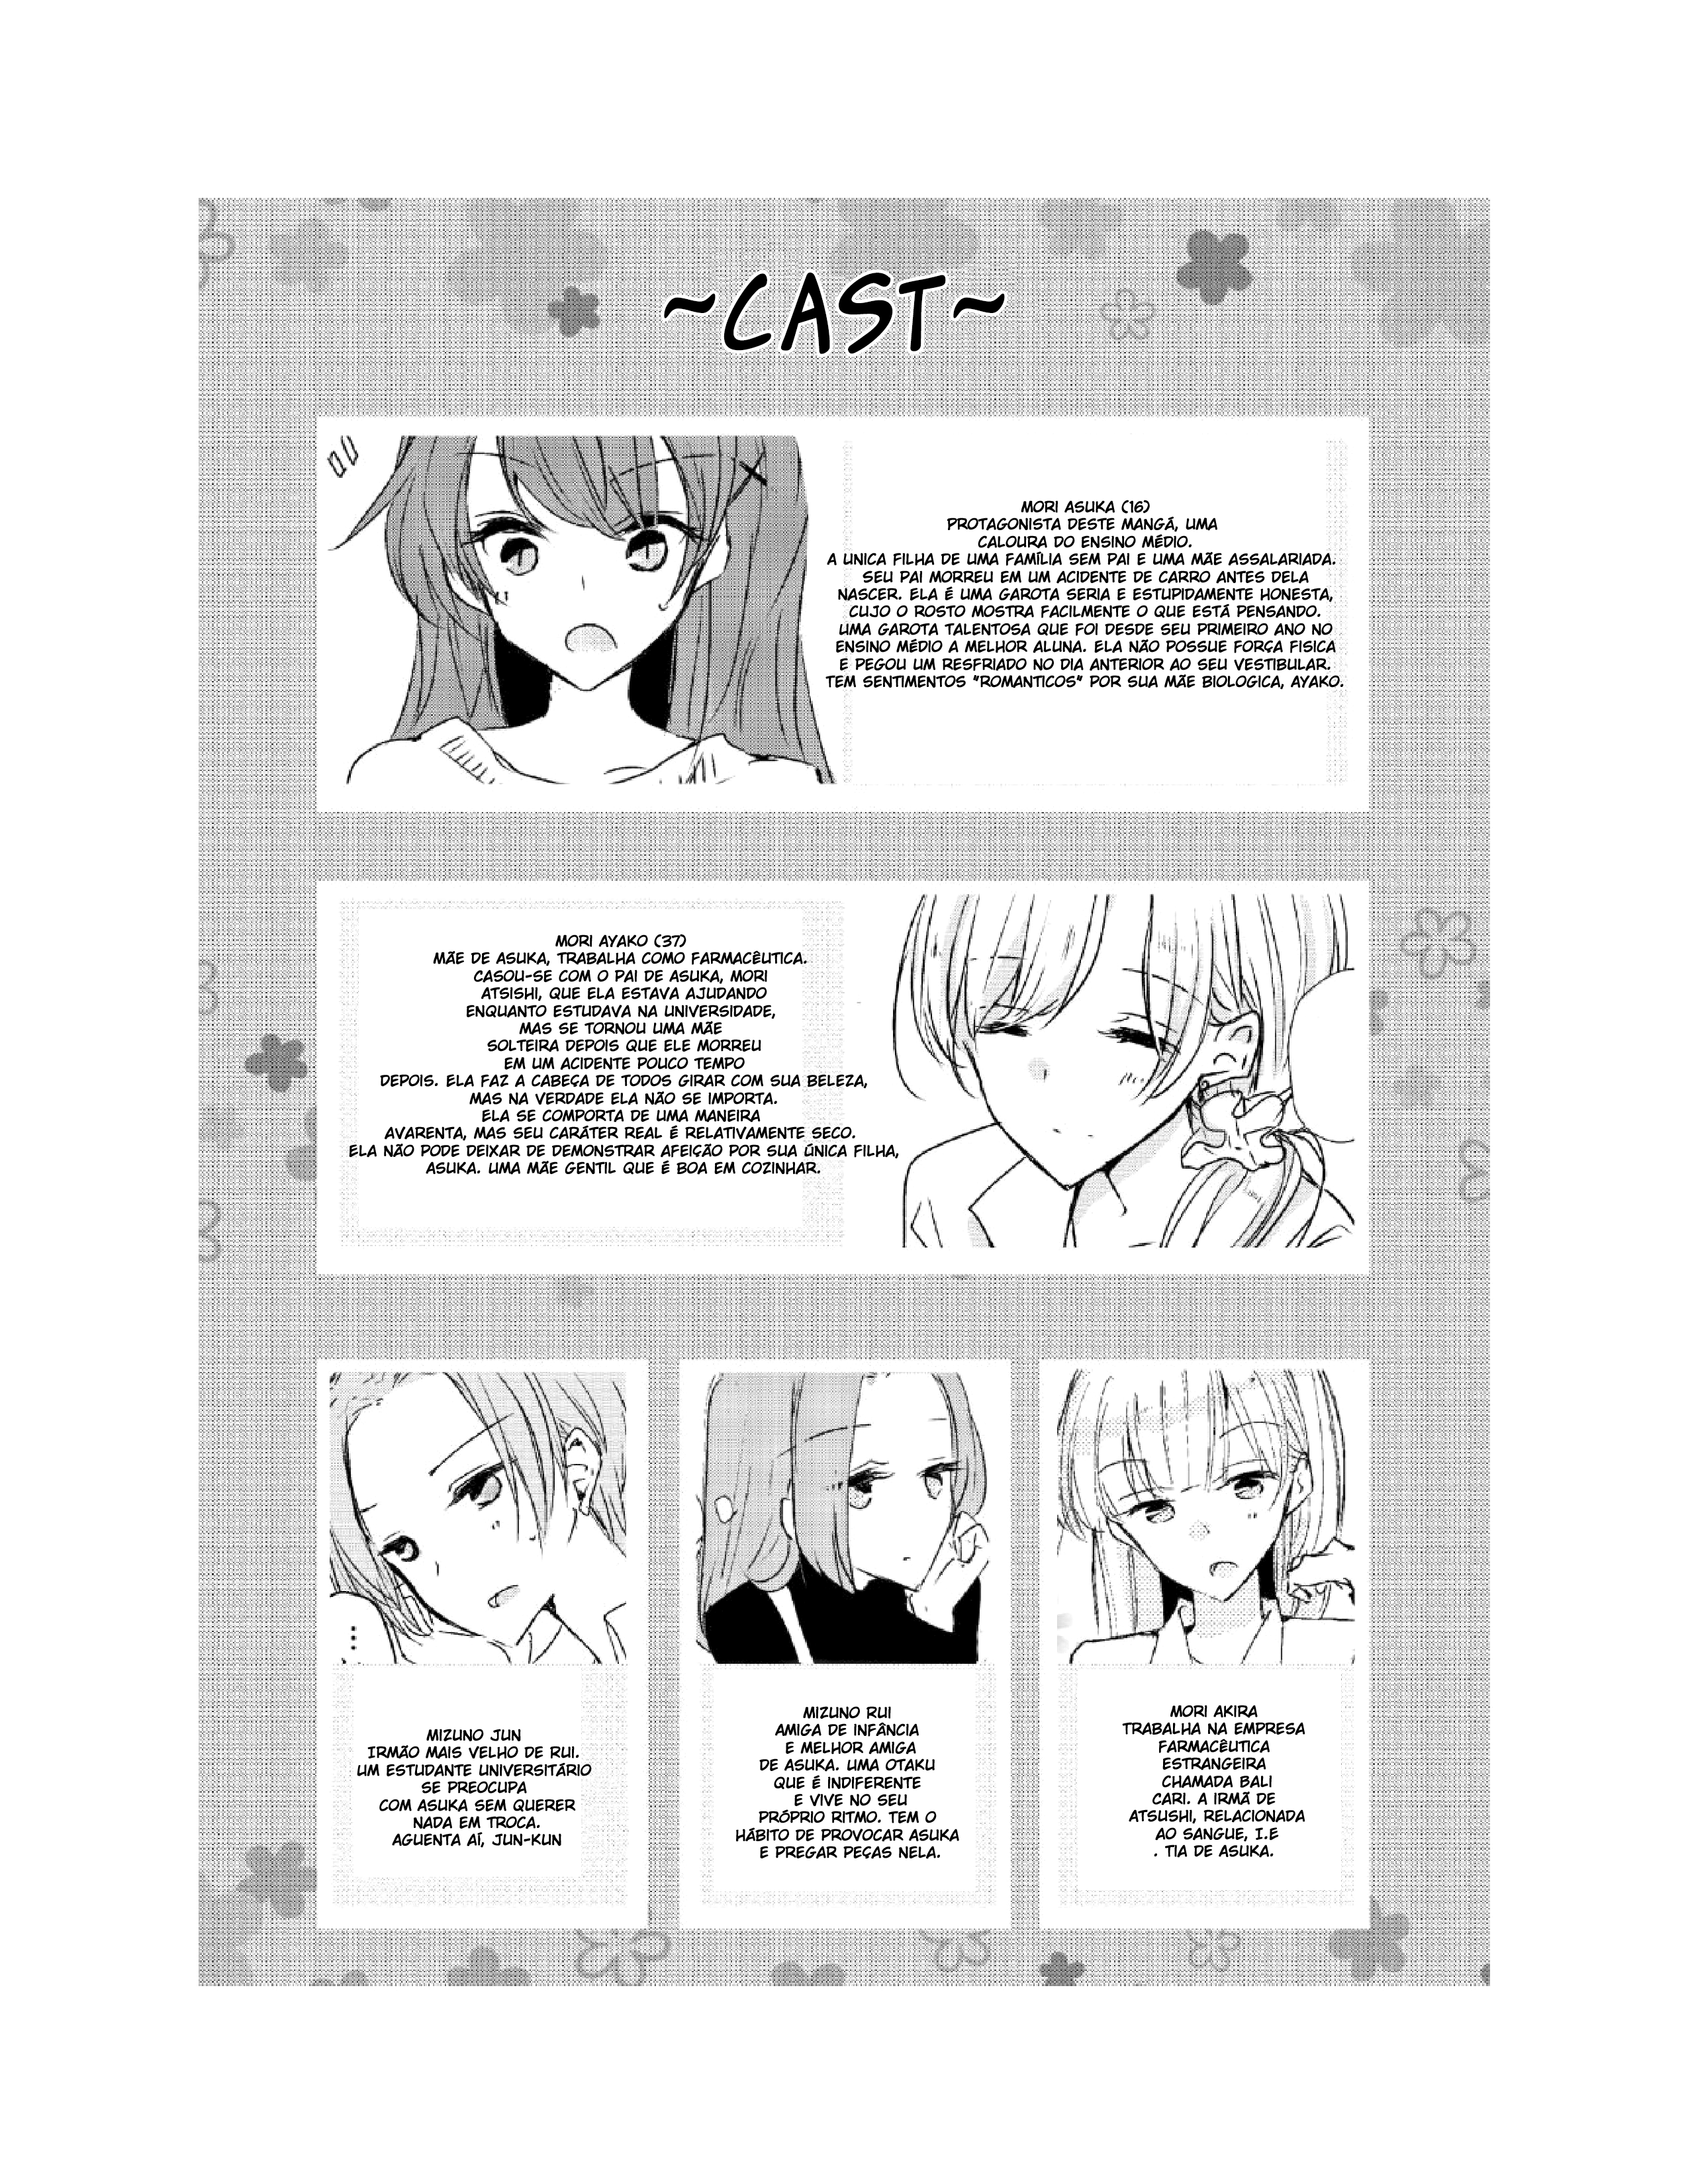 ~CAST~
MORI ASUKA (16)
PROTAGONISTA DESTE MANGÁ, UMA
CALOURA DO ENSINO MÉDIO.
A UNICA FILHA DE UMA FAMÍLIA SEM PAI E UMA MÃE ASSALARIADA.
SEU PAI MORREU EM UM ACIDENTE DE CARRO ANTES DELA
NASCER. ELA É UMA GAROTA SERIA E ESTUPIDAMENTE HONESTA,
CUJO O ROSTO MOSTRA FACILMENTE O QUE ESTÁ PENSANDO.
UMA GAROTA TALENTOSA QUE FOI DESDE SEU PRIMEIRO ANO NO
ENSINO MÉDIO A MELHOR ALUNA. ELA NÃO POSSUE FORÇA FISICA
E PEGOU UM RESFRIADO NO DIA ANTERIOR AO SEU VESTIBULAR.
TEM SENTIMENTOS "ROMANTICOS" POR SUA MÃE BIOLOGICA, AYAKO.
MORI AYAKO (37)
MÃE DE ASUKA, TRABALHA COMO FARMACÊUTICA.
CASOU-SE COM O PAI DE ASUKA, MORI
ATSISHI, QUE ELA ESTAVA AJUDANDO
ENQUANTO ESTUDAVA NA UNIVERSIDADE,
MAS SE TORNOU UMA MÃE
SOLTEIRA DEPOIS QUE ELE MORREU
EM UM ACIDENTE POUCO TEMPO
DEPOIS. ELA FAZ A CABEÇA DE TODOS GIRAR COM SUA BELEZA,
MAS NA VERDADE ELA NÃO SE IMPORTA.
ELA SE COMPORTA DE UMA MANEIRA
AVARENTA, MAS SEU CARÁTER REAL É RELATIVAMENTE SECO.
ELA NÃO PODE DEIXAR DE DEMONSTRAR AFEIÇÃO POR SUA ÚNICA FILHA,
ASUKA. UMA MÃE GENTIL QUE É BOA EM COZINHAR.
...
MIZUNO JUN
IRMÃO MAIS VELHO DE RUI.
UM ESTUDANTE UNIVERSITÁRIO
SE PREOCUPA
COM ASUKA SEM QUERER
NADA EM TROCA.
AGUENTA AÍ, JUN-KUN
MIZUNO RUI
AMIGA DE INFÂNCIA
E MELHOR AMIGA
DE ASUKA. UMA OTAKU
QUE É INDIFERENTE
E VIVE NO SEU
PRÓPRIO RITMO. TEM O
HÁBITO DE PROVOCAR ASUKA
E PREGAR PEÇAS NELA.
MORI AKIRA
TRABALHA NA EMPRESA
FARMACÊUTICA
ESTRANGEIRA
CHAMADA BALI
CARI. A IRMÃ DE
ATSUSHI, RELACIONADA
AO SANGUE, I.E
. TIA DE ASUKA.